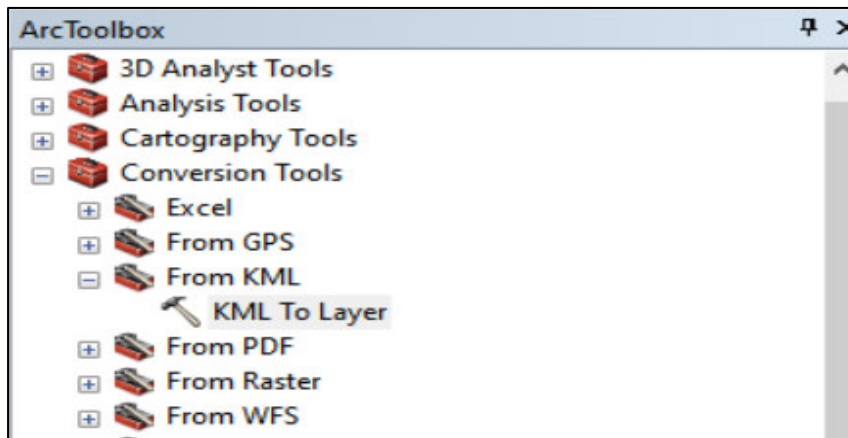 ArcToolbox
3D Analyst Tools
Analysis Tools
Cartography Tools
Conversion Tools
Excel
From GPS
From KML
KML To Layer
From PDF
From Raster
From WFS